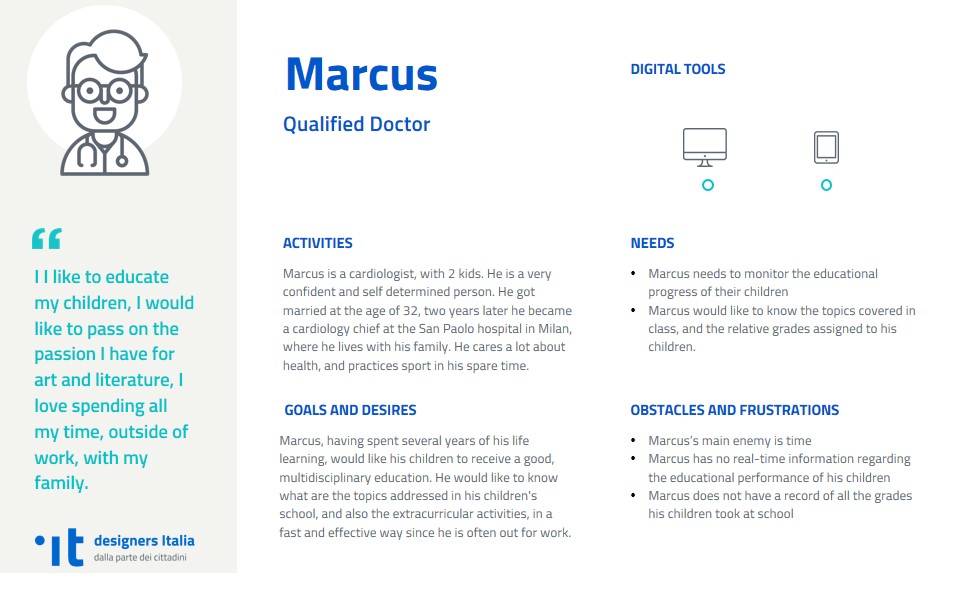 Marcus
Qualified Doctor
DIGITAL TOOLS
I I like to educate
my children, I would
like to pass on the
passion I have for
art and literature, I
love spending all
my time, outside of
work, with my
family.
ACTIVITIES
Marcus is a cardiologist, with 2 kids. He is a very
confident and self determined person. He got
married at the age of 32, two years later he became
a cardiology chief at the San Paolo hospital in Milan,
where he lives with his family. He cares a lot about
health, and practices sport in his spare time.
NEEDS
• Marcus needs to monitor the educational
progress of their children
• Marcus would like to know the topics covered in
class, and the relative grades assigned to his
children.
GOALS AND DESIRES
Marcus, having spent several years of his life
learning, would like his children to receive a good,
multidisciplinary education. He would like to know
what are the topics addressed in his children's
school, and also the extracurricular activities, in a
fast and effective way since he is often out for work.
OBSTACLES AND FRUSTRATIONS
• Marcus's main enemy is time
• Marcus has no real-time information regarding
the educational performance of his children
• Marcus does not have a record of all the grades
his children took at school
it designers Italia
dalla parte dei cittadini